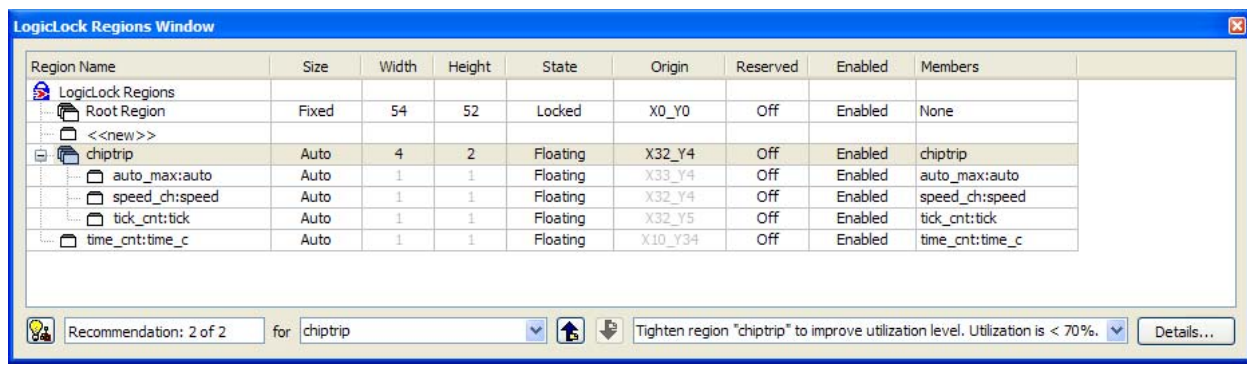 LogicLock Regions Window
Region Name Size Width Height State Origin Reserved Enabled Members
LogicLock Regions
Root Region Fixed 54 52 Locked X0_Y0 Off Enabled None
<<new>>
chiptrip Auto 4 2 Floating X32_Y4 Off Enabled chiptrip
auto_max:auto Auto 1 1 Floating X33_Y4 Off Enabled auto_max:auto
speed_ch:speed Auto 1 1 Floating X32_Y4 Off Enabled speed_ch:speed
tick_cnt:tick Auto 1 1 Floating X32_Y5 Off Enabled tick_cnt:tick
time_cnt:time_c Auto 1 1 Floating X10_Y34 Off Enabled time_cnt:time_c
Recommendation: 2 of 2 for chiptrip Tighten region "chiptrip" to improve utilization level. Utilization is < 70%. Details...